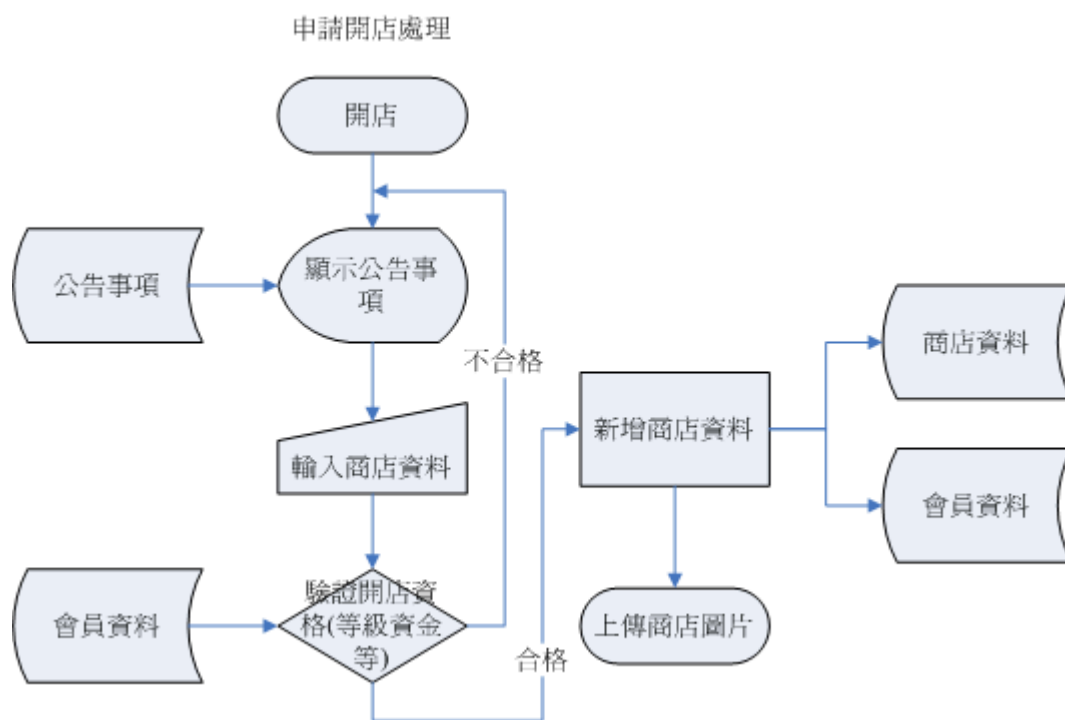 申請開店處理
開店
公告事項
顯示公告事
項
不合格
商店資料
新增商店資料
輸入商店資料
會員資料
會員資料
驗證開店資
格(等級資金
等)
上傳商店圖片
合格